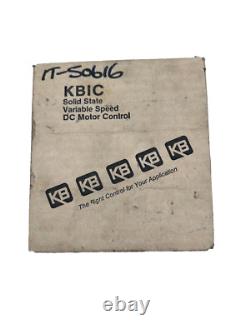 IT-50616
KBIC
Solid State
Variable Speed
DC Motor Control
KB KB KB KB KB
The Right Control for Your Application